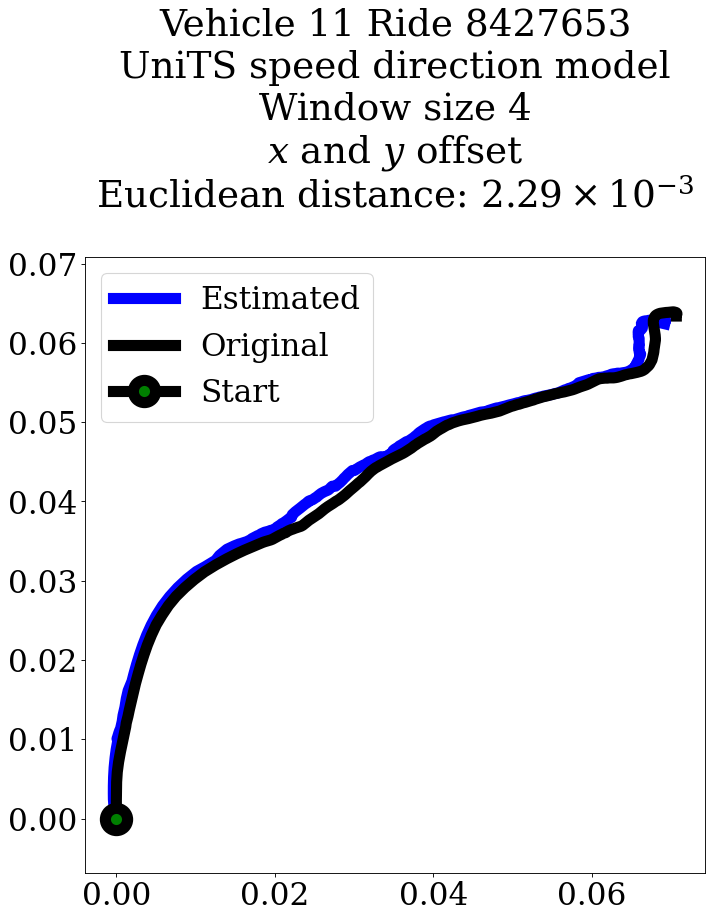 Vehicle 11 Ride 8427653
UniTS speed direction model
Window size 4
x and y offset
Euclidean distance: 2.29 × 10⁻³
0.07
Estimated
0.06
Original
Start
0.05
0.04
0.03
0.02
0.01
0.00
0.00 0.02 0.04 0.06